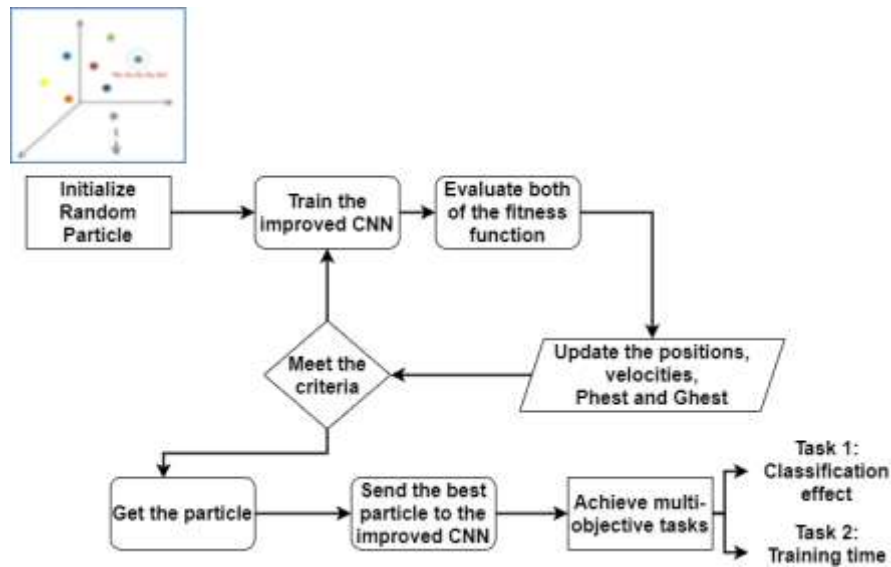 Initialize
Random
Particle
Train the
improved CNN
Evaluate both
of the fitness
function
Update the positions,
velocities,
Phest and Ghest
Meet the
criteria
Get the particle
Send the best
particle to the
improved CNN
Achieve multi-
objective tasks
Task 1:
Classification
effect
Task 2:
Training time